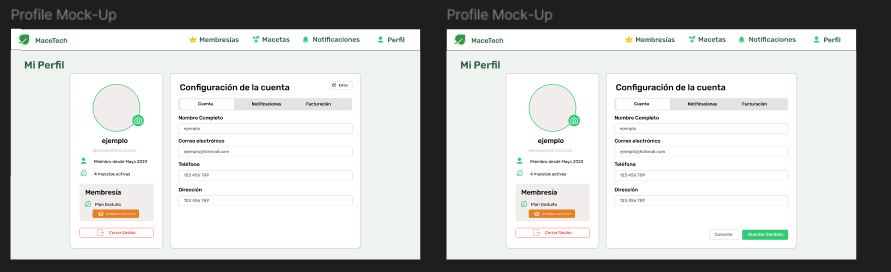 Profile Mock-Up
MaceTech
Membresías
Macetas
Notificaciones
Perfil
Mi Perfil
ejemplo
ejemplo@hotmail.com
Miembro desde Mayo 2023
4 macetas activas
Membresía
Plan Gratuito
Actualizar a Premium
Cerrar Sesión
Configuración de la cuenta
Editar
Cuenta
Notificaciones
Facturación
Nombre Completo
ejemplo
Correo electrónico
ejemplo@hotmail.com
Teléfono
123 456 789
Dirección
123 456 789
Profile Mock-Up
MaceTech
Membresías
Macetas
Notificaciones
Perfil
Mi Perfil
ejemplo
ejemplo@hotmail.com
Miembro desde Mayo 2023
4 macetas activas
Membresía
Plan Gratuito
Actualizar a Premium
Cerrar Sesión
Configuración de la cuenta
Cuenta
Notificaciones
Facturación
Nombre Completo
ejemplo
Correo electrónico
ejemplo@hotmail.com
Teléfono
123 456 789
Dirección
123 456 789
Cancelar
Guardar Cambios